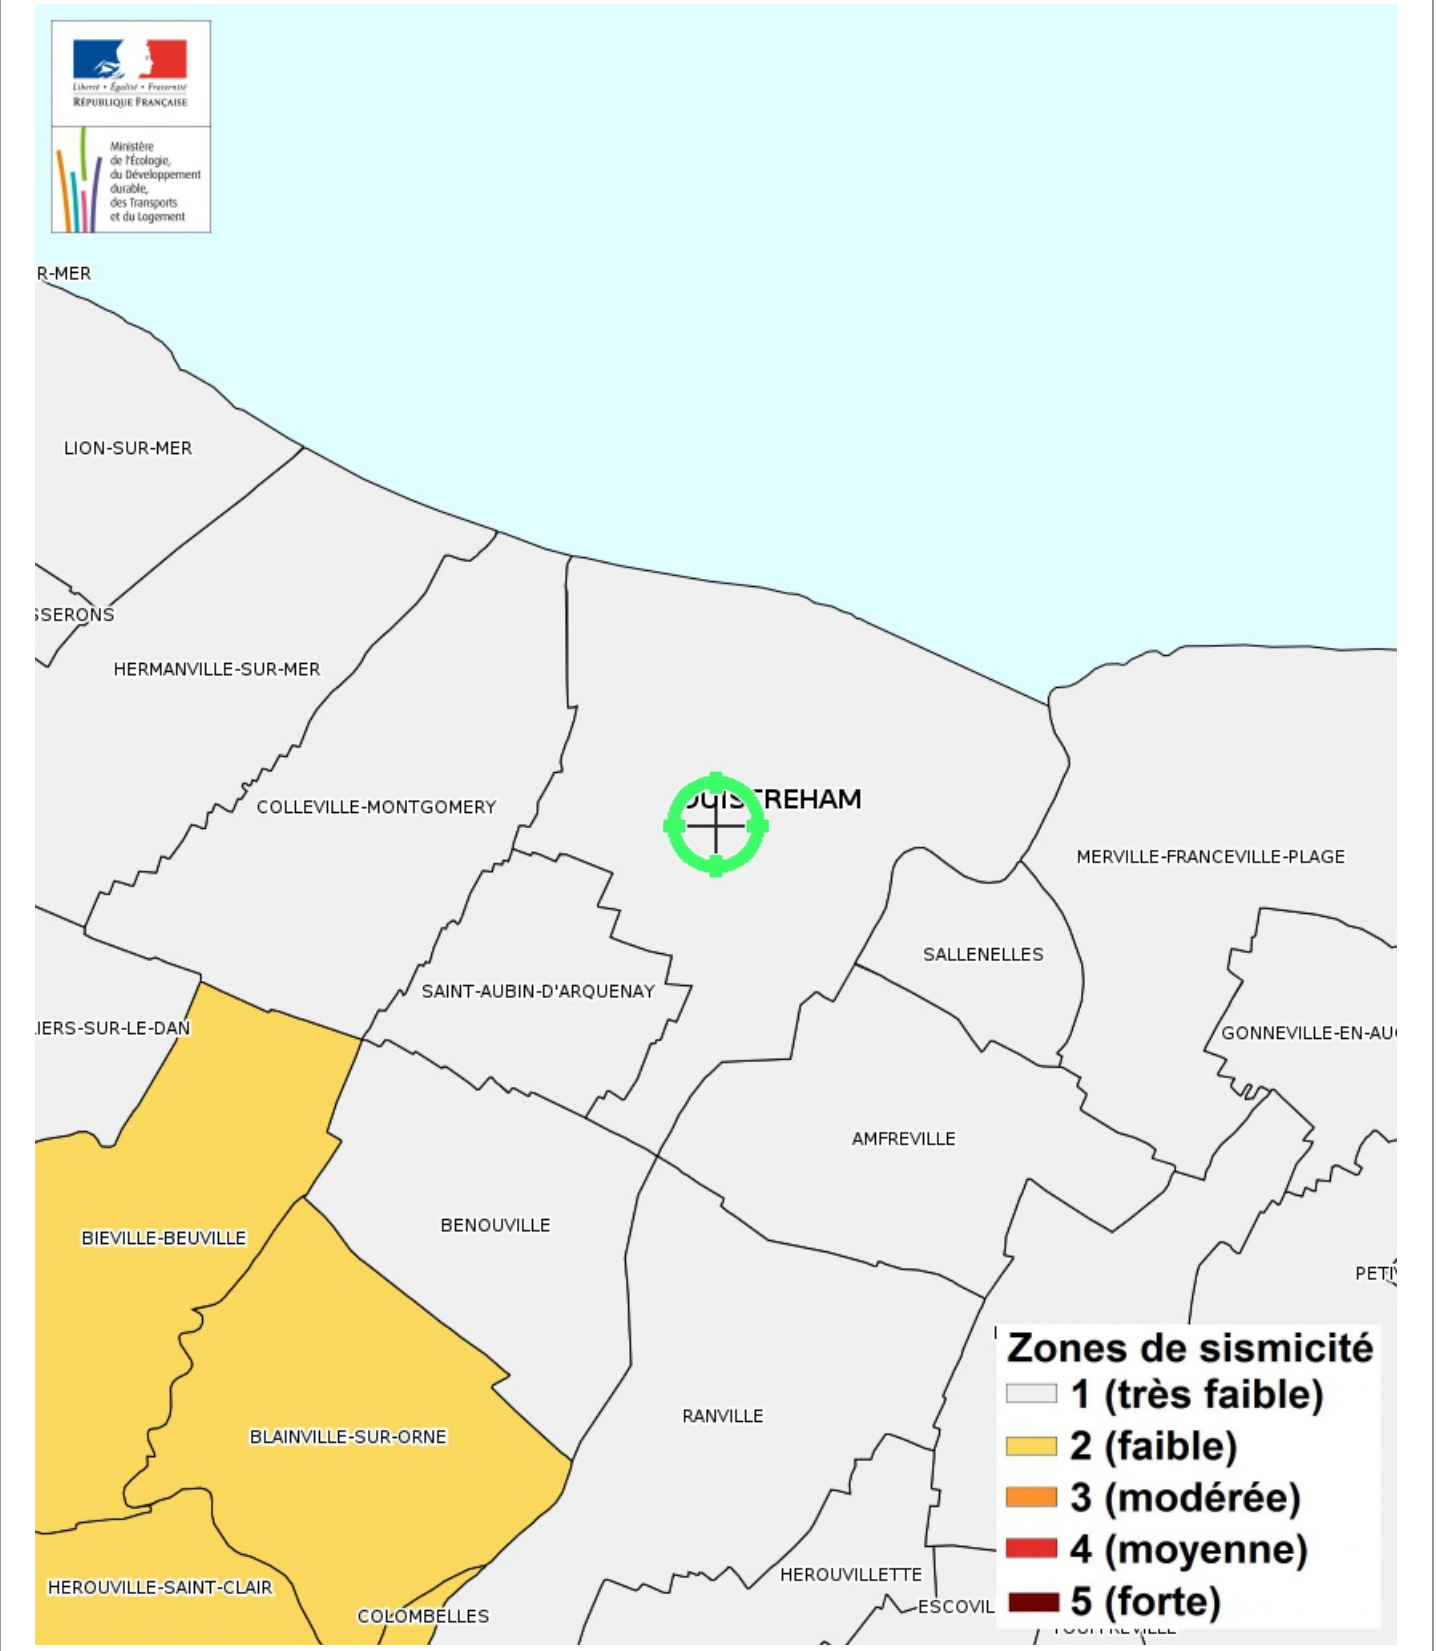 Liberté • Égalité • Fraternité
RÉPUBLIQUE FRANÇAISE
Ministère
de l'Écologie,
du Développement
durable,
des Transports
et du Logement
R-MER
LION-SUR-MER
SSERONS
HERMANVILLE-SUR-MER
OUISTREHAM
COLLEVILLE-MONTGOMERY
MERVILLE-FRANCEVILLE-PLAGE
SALLENELLES
SAINT-AUBIN-D'ARQUENAY
IERS-SUR-LE-DAN
GONNEVILLE-EN-AU
AMFREVILLE
BENOUVILLE
BIEVILLE-BEUVILLE
PETI
Zones de sismicité
1 (très faible)
2 (faible)
3 (modérée)
4 (moyenne)
5 (forte)
RANVILLE
BLAINVILLE-SUR-ORNE
HEROUVILLETTE
HEROUVILLE-SAINT-CLAIR
ESCOVIL
COLOMBELLES